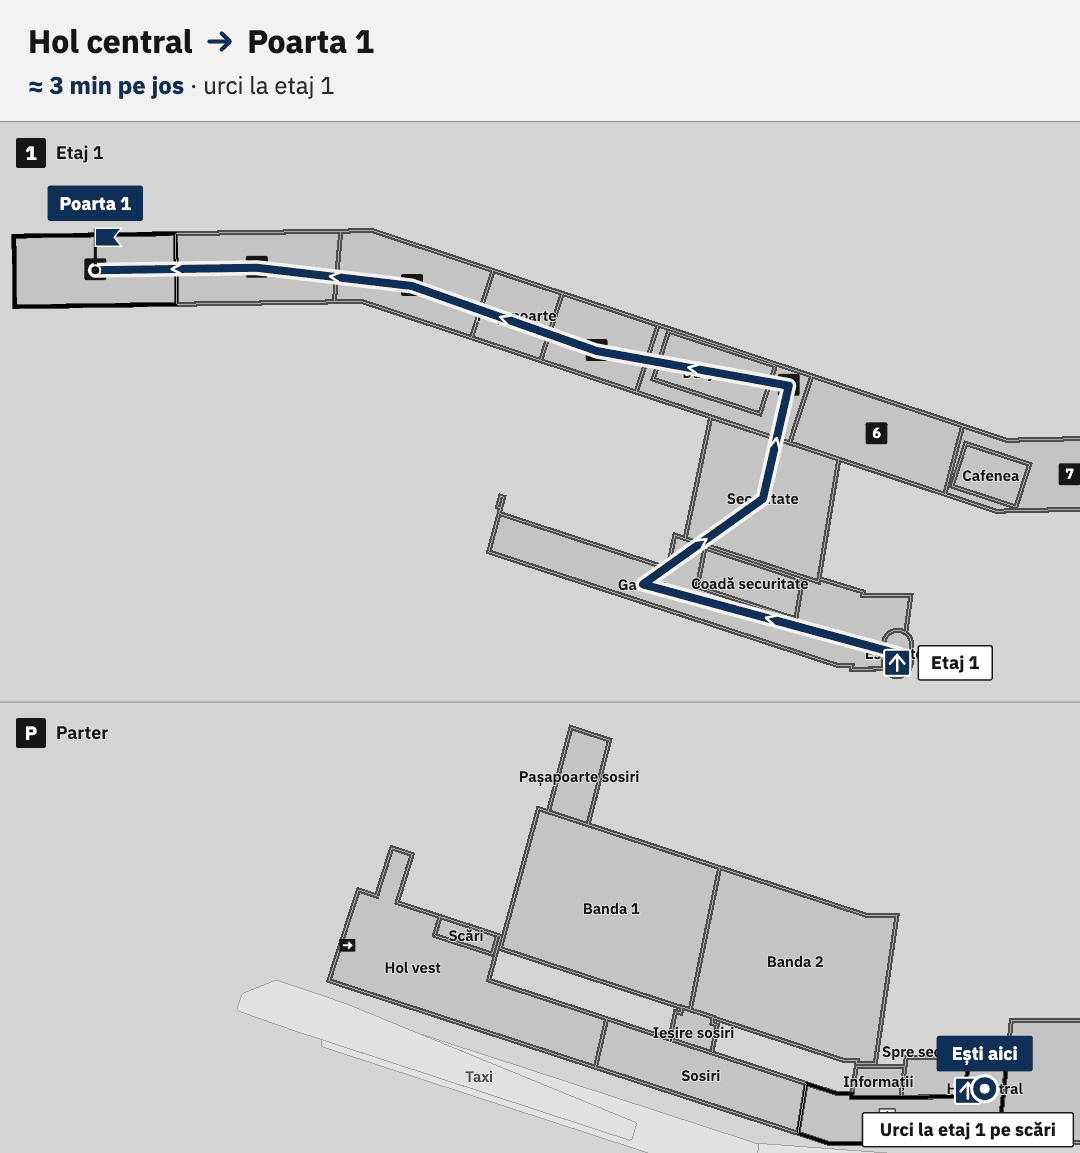 Hol central → Poarta 1
≈ 3 min pe jos · urci la etaj 1
1 Etaj 1
Poarta 1
6
Cafenea
7
Coadă securitate
Etaj 1
P Parter
Pașapoarte sosiri
Banda 1
Scări
Banda 2
Hol vest
Ieșire sosiri
Ești aici
Spre
Informații
Sosiri
Taxi
Urci la etaj 1 pe scări